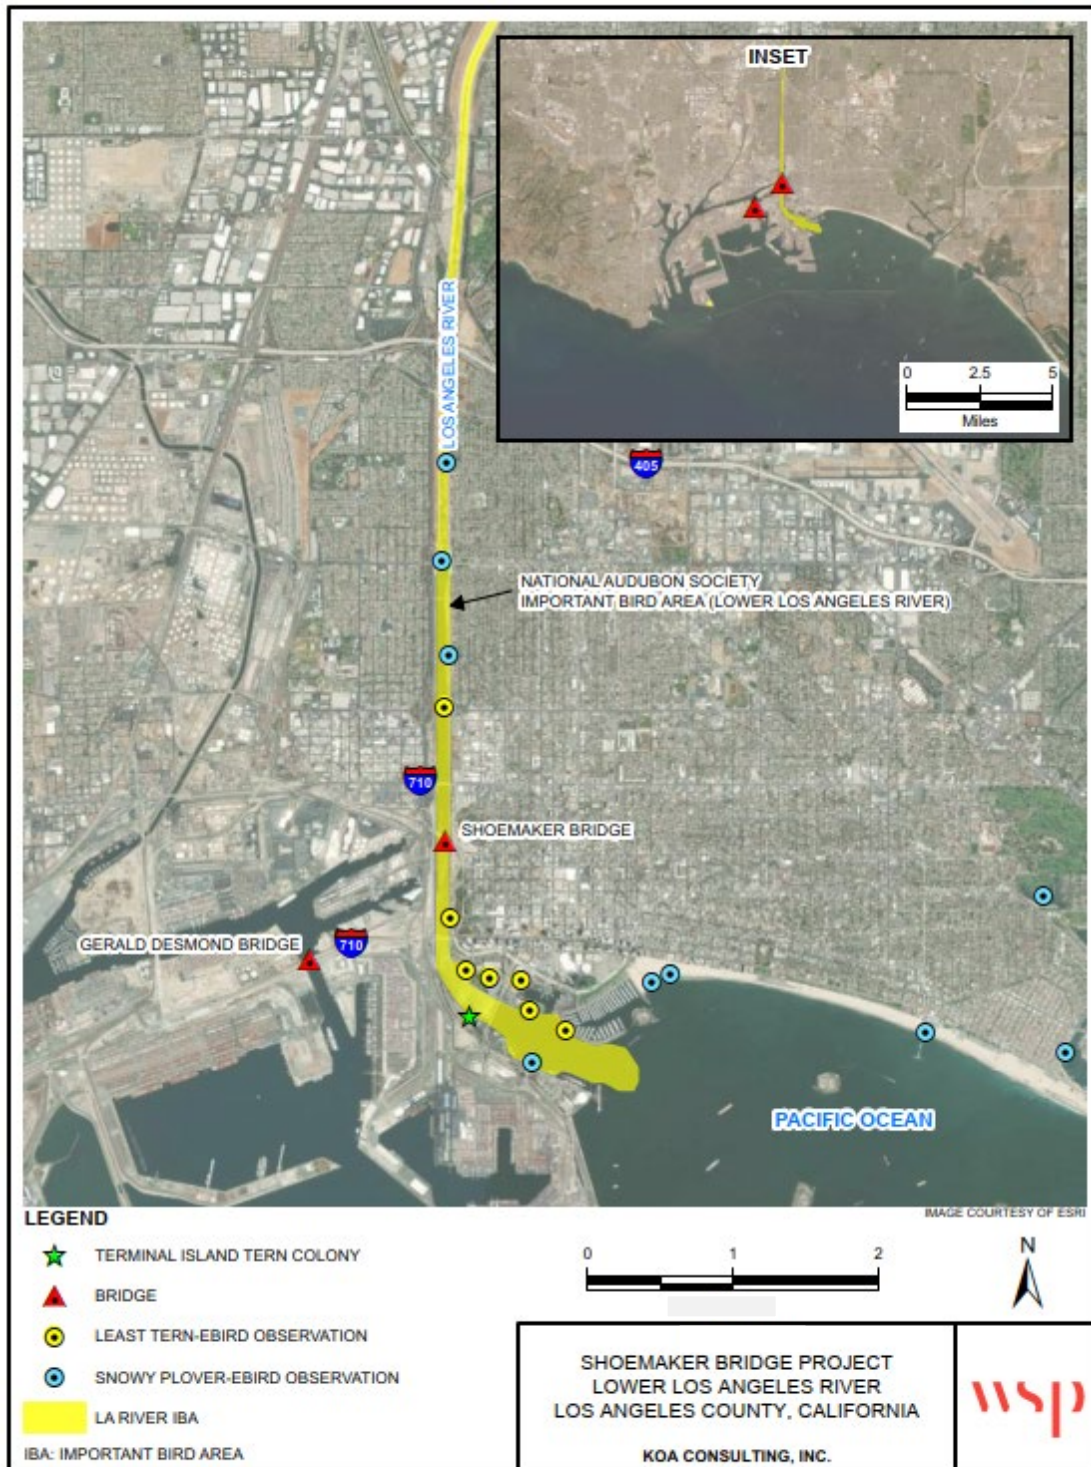 INSET
0 2.5 5
Miles
LOS ANGELES RIVER
405
NATIONAL AUDUBON SOCIETY
IMPORTANT BIRD AREA (LOWER LOS ANGELES RIVER)
710
SHOEMAKER BRIDGE
GERALD DESMOND BRIDGE
710
PACIFIC OCEAN
IMAGE COURTESY OF ESRI
LEGEND
TERMINAL ISLAND TERN COLONY
BRIDGE
LEAST TERN-EBIRD OBSERVATION
SNOWY PLOVER-EBIRD OBSERVATION
LA RIVER IBA
IBA: IMPORTANT BIRD AREA
0 1 2
N
SHOEMAKER BRIDGE PROJECT
LOWER LOS ANGELES RIVER
LOS ANGELES COUNTY, CALIFORNIA
KOA CONSULTING, INC.
wsp